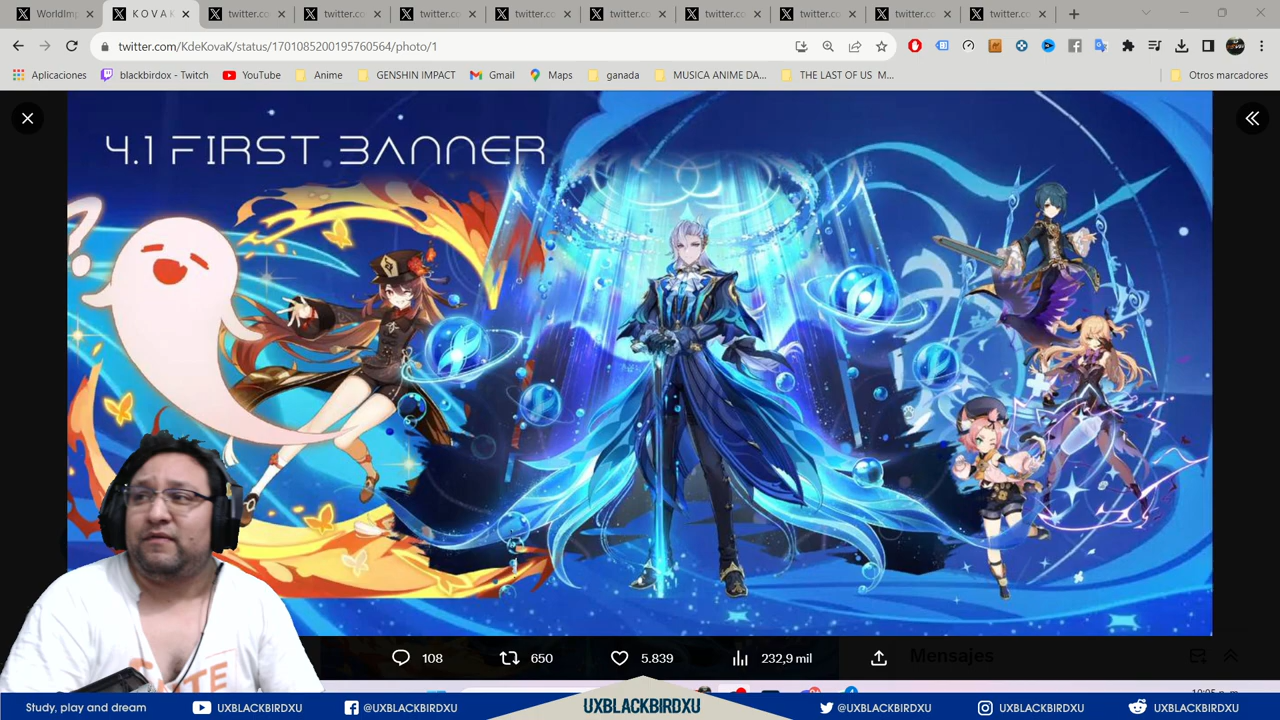 WorldImp
K O V A K
twitter.co
twitter.co
twitter.co
twitter.co
twitter.co
twitter.co
twitter.co
twitter.co
twitter.co
twitter.com/KdeKovaK/status/1701085200195760564/photo/1
Aplicaciones
blackbirdox - Twitch
YouTube
Anime
GENSHIN IMPACT
Gmail
Maps
ganada
MUSICA ANIME DA...
THE LAST OF US M...
Otros marcadores
4.1 FIRST BANNER
108
650
5.839
232,9 mil
Mensajes
Study, play and dream
UXBLACKBIRDXU
@UXBLACKBIRDXU
UXBLACKBIRDXU
@UXBLACKBIRDXU
UXBLACKBIRDXU
UXBLACKBIRDXU